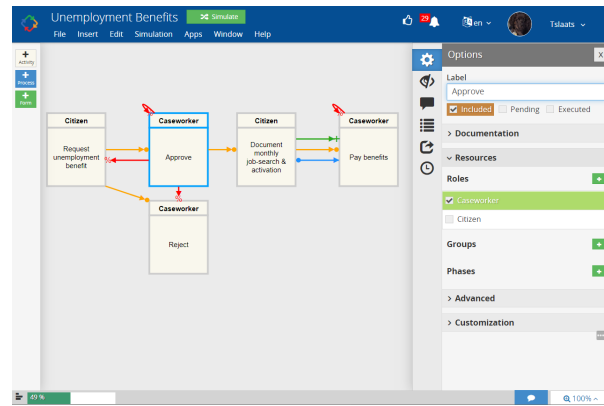 Unemployment Benefits
Simulate
29
en
Tslaats
File Insert Edit Simulation Apps Window Help
Activity
Process
Form
Citizen
Request
unemployment
benefit
Caseworker
Approve
Citizen
Document
monthly
job-search &
activation
Caseworker
Pay benefits
%
%
Caseworker
Reject
Options
X
Label
Approve
Included Pending Executed
Documentation
Resources
Roles
Caseworker
Citizen
Groups
Phases
Advanced
Customization
49 %
100%